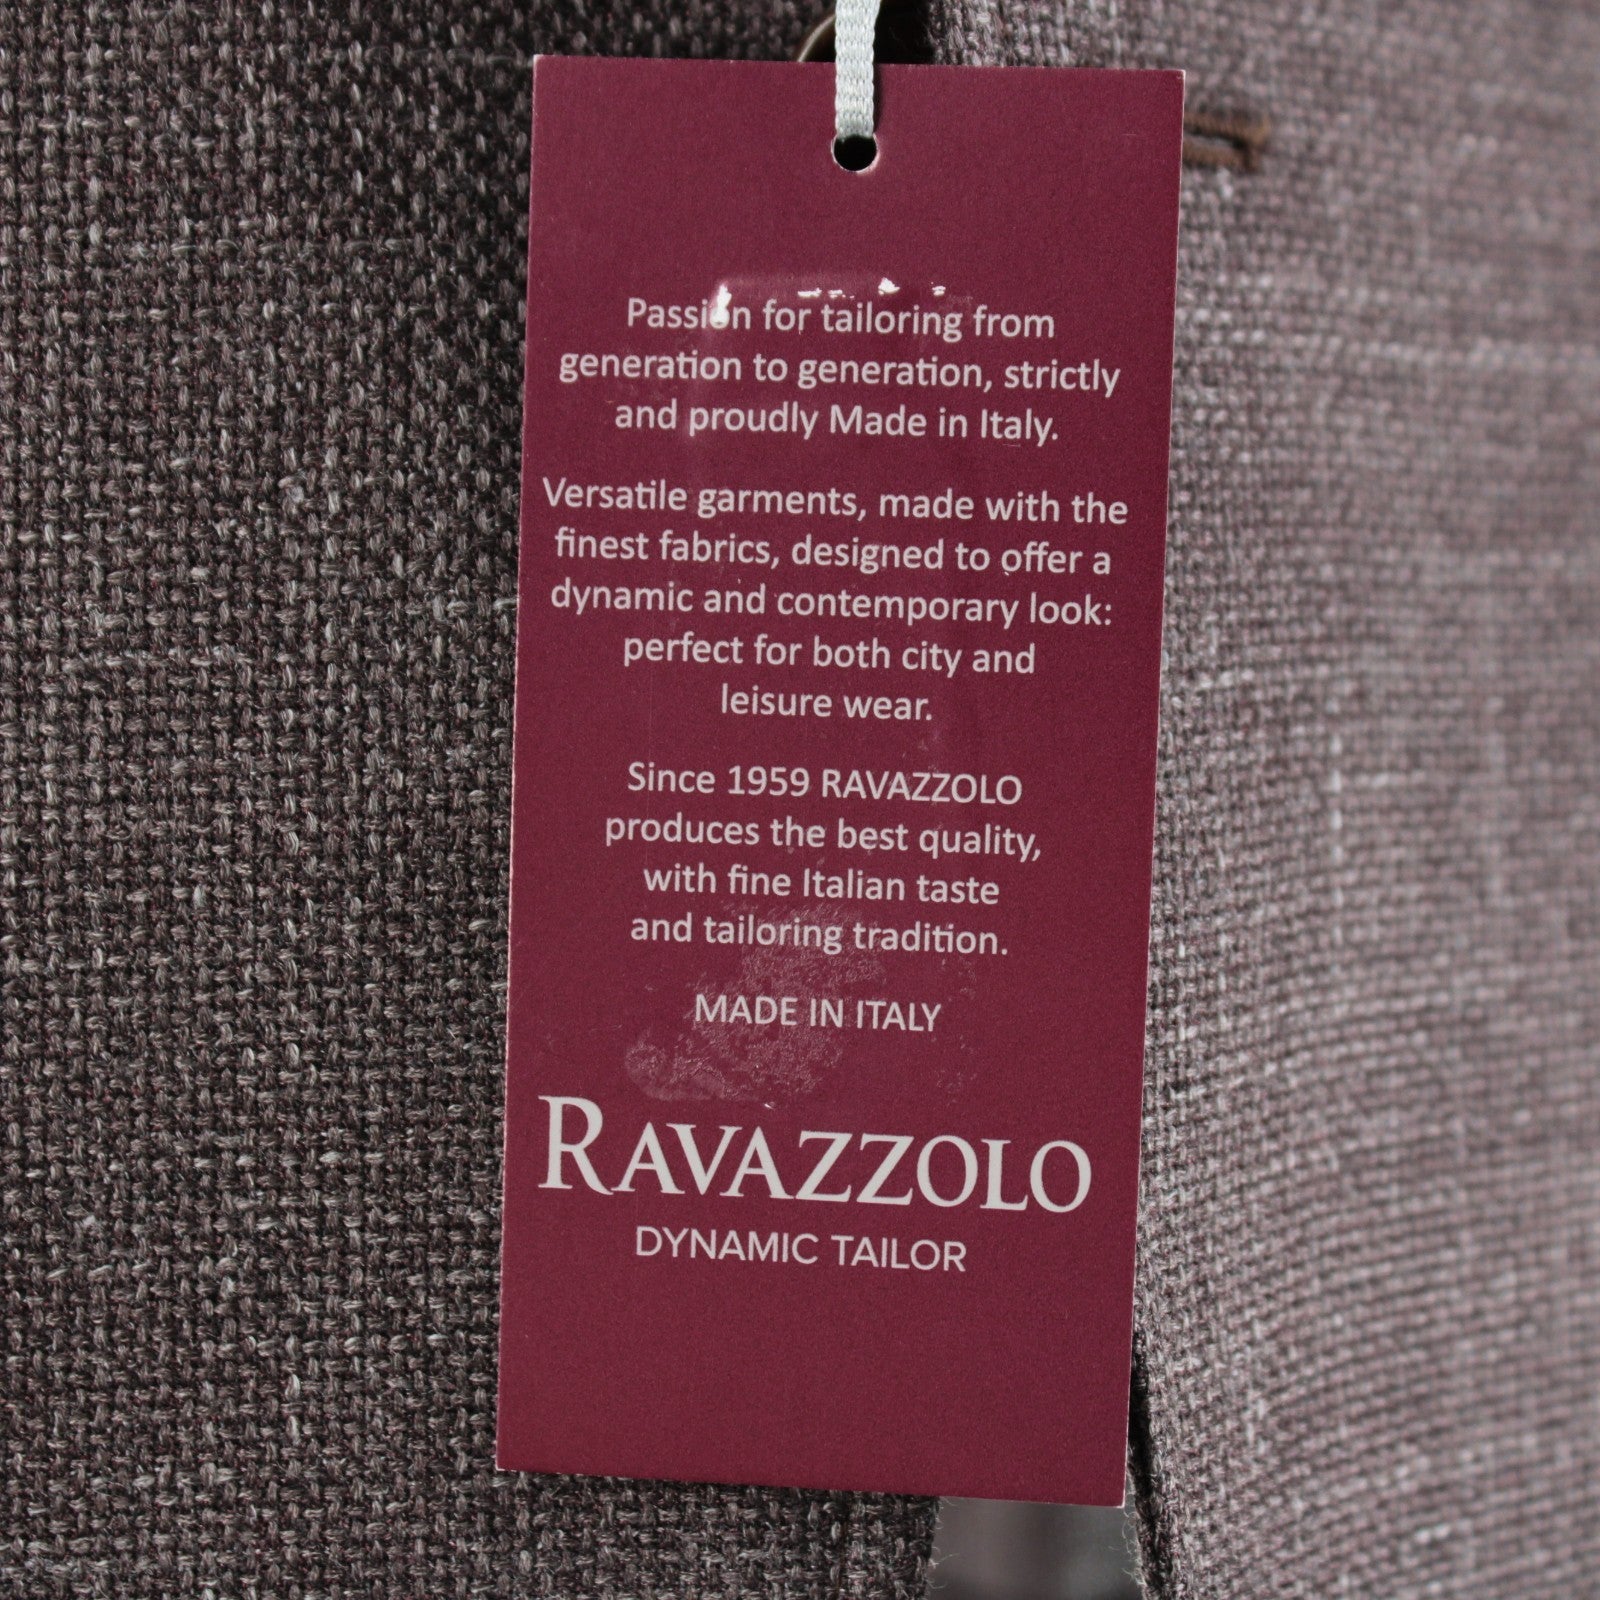 Passion for tailoring from
generation to generation, strictly
and proudly Made in Italy.
Versatile garments, made with the
finest fabrics, designed to offer a
dynamic and contemporary look:
perfect for both city and
leisure wear.
Since 1959 RAVAZZOLO
produces the best quality,
with fine Italian taste
and tailoring tradition.
MADE IN ITALY
RAVAZZOLO
DYNAMIC TAILOR